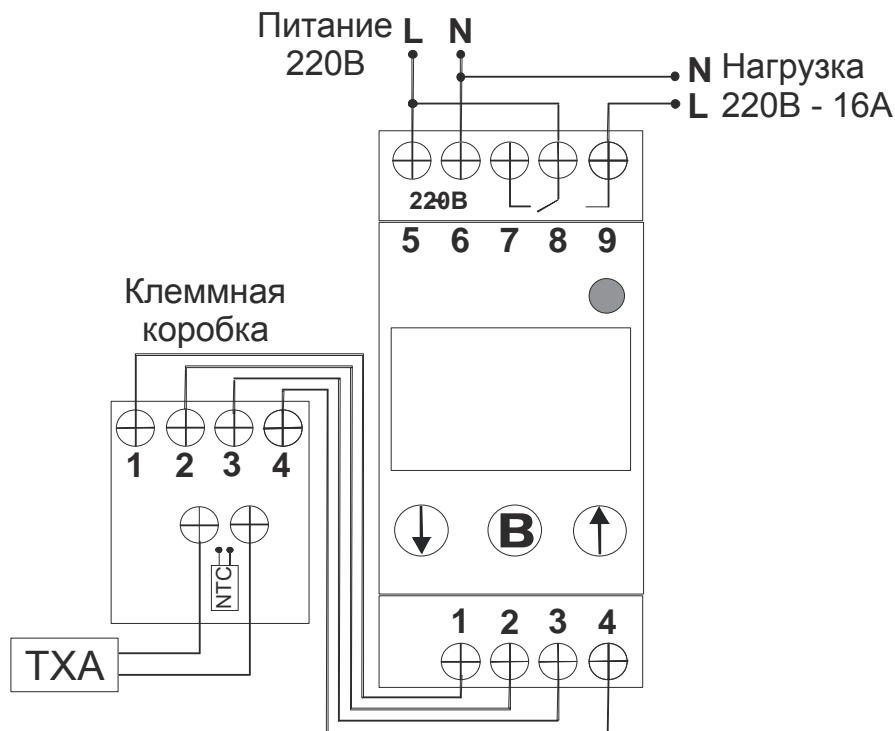 Питание L N
220В
N Нагрузка
L 220В - 16А
~220В
5 6 7 8 9
Клеммная
коробка
1 2 3 4
В
NTC
1 2 3 4
ТХА